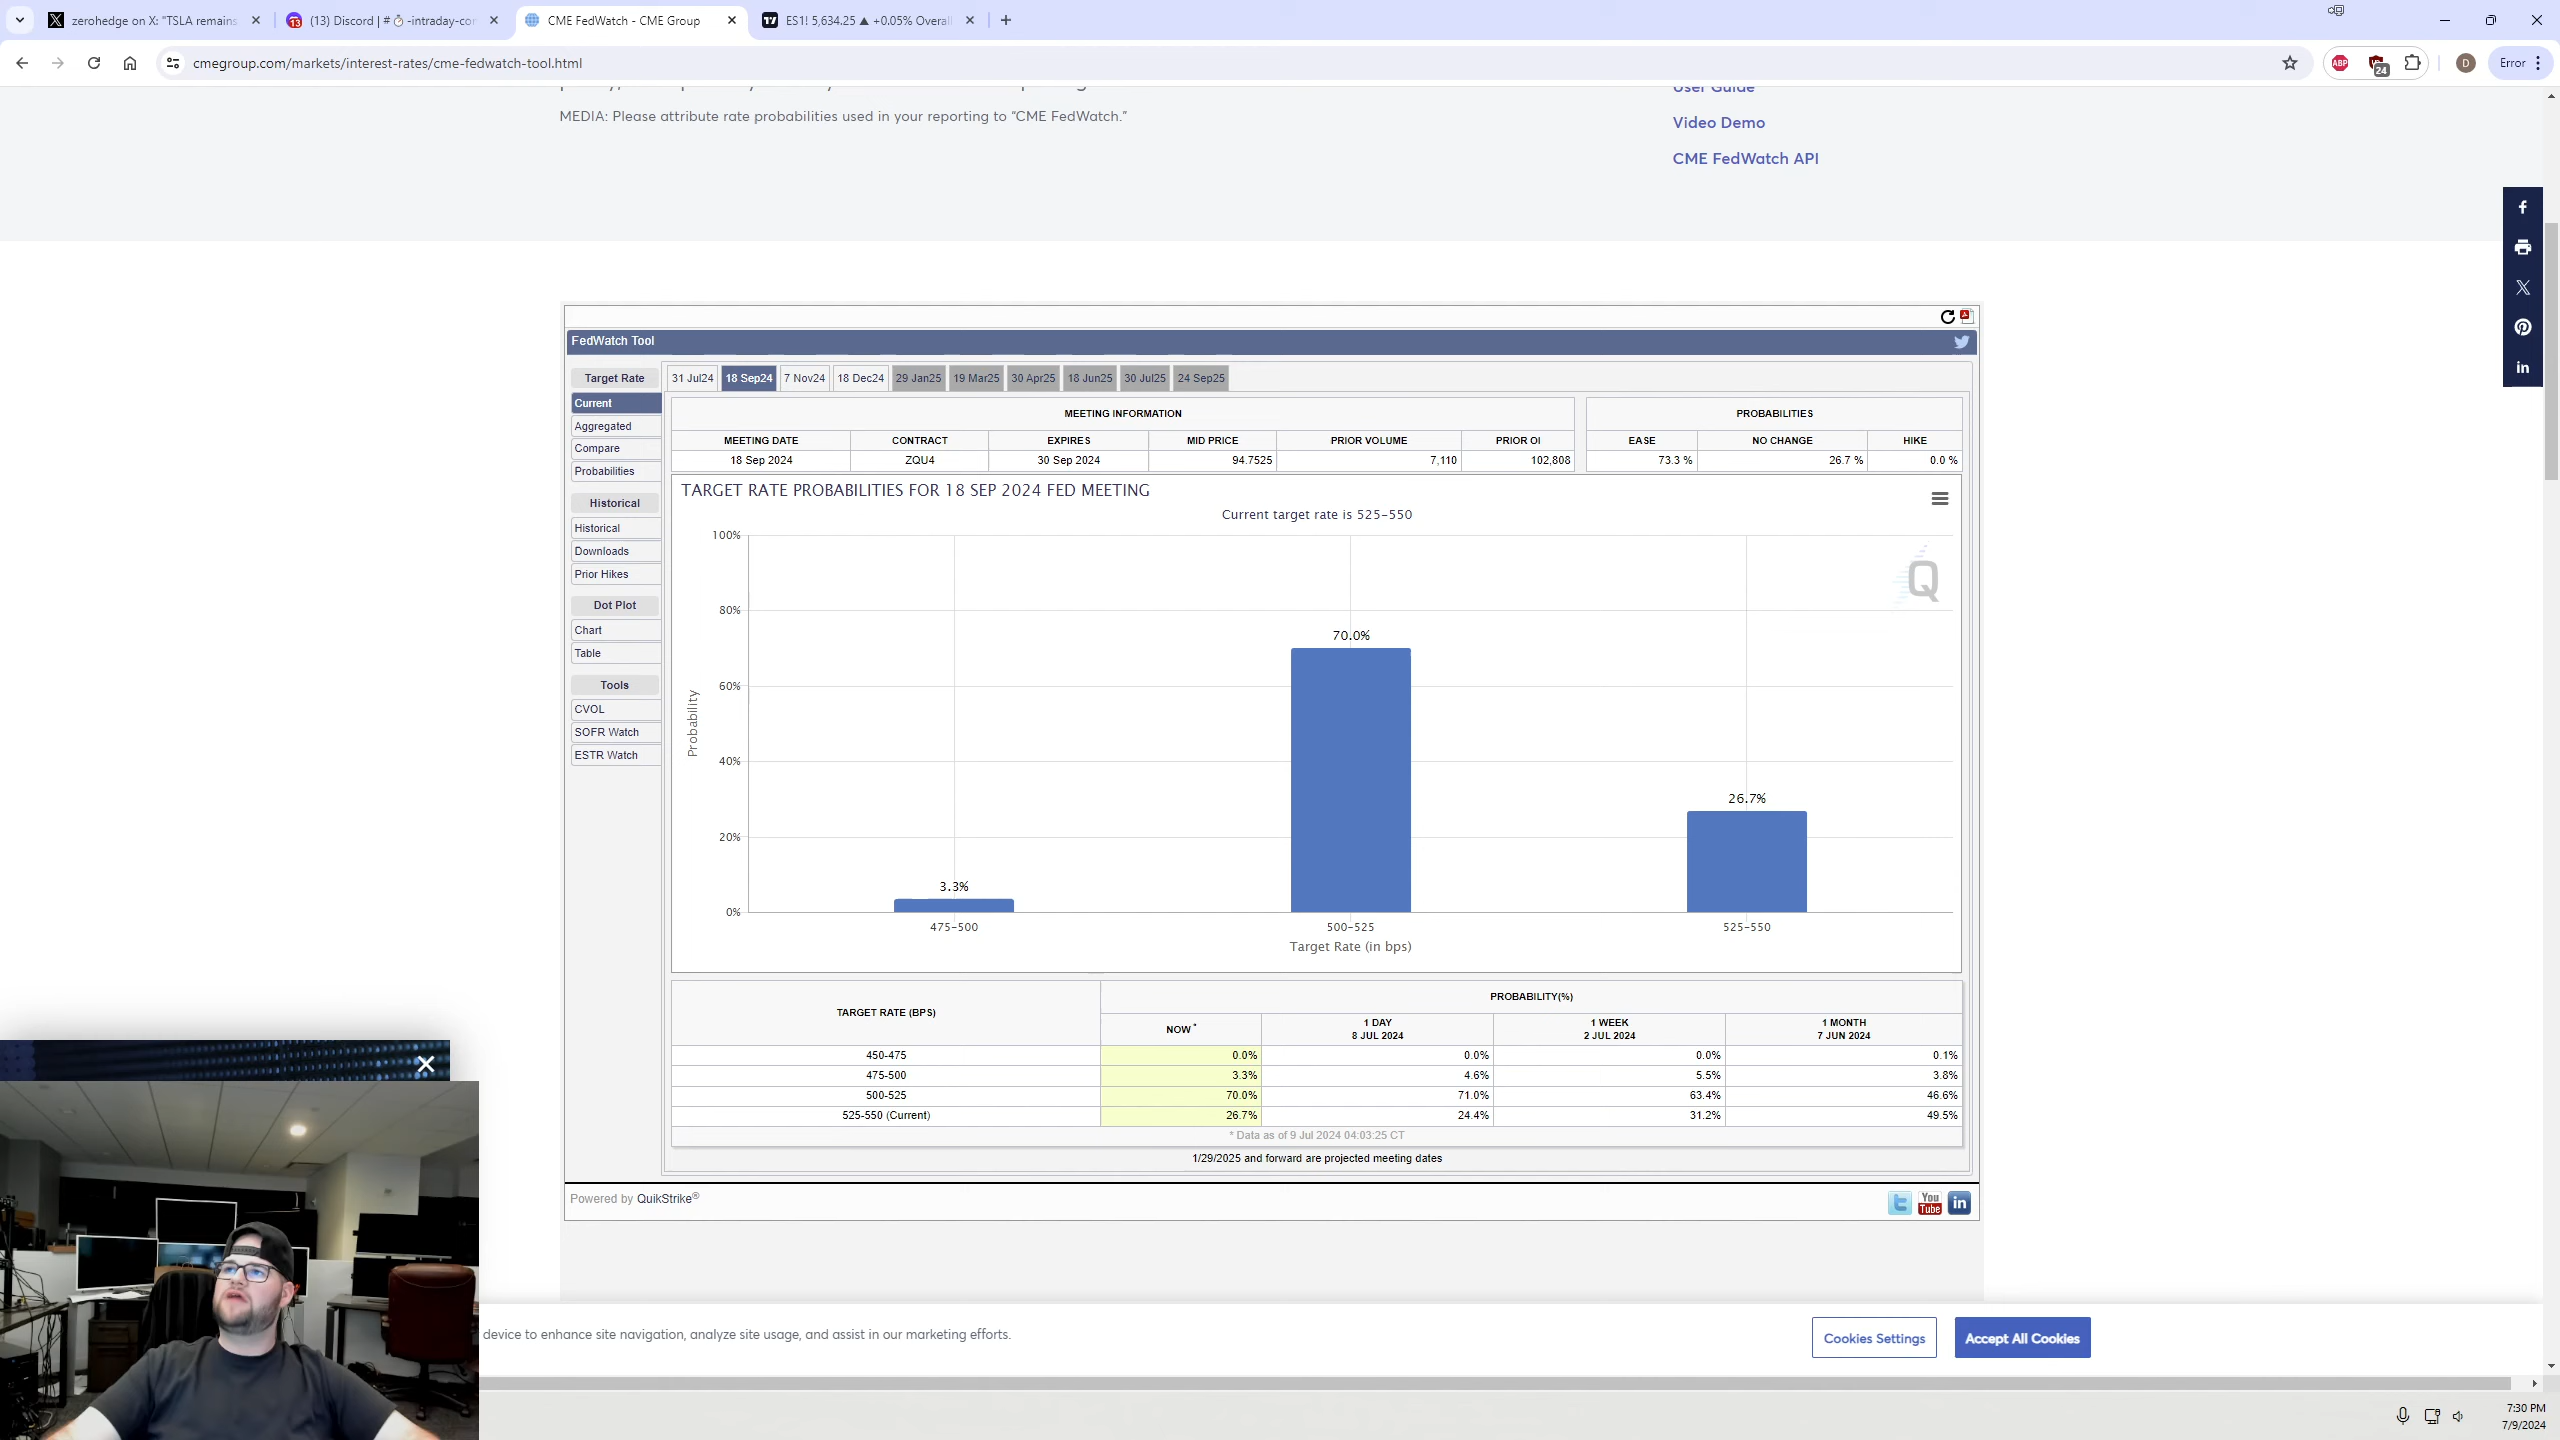 zerohedge on X: "TSLA remains
(13) Discord | # ⏱-intraday-cor
CME FedWatch - CME Group
ES1! 5,634.25 ▲ +0.05% Overall
cmegroup.com/markets/interest-rates/cme-fedwatch-tool.html
ABP
24
D
Error
User Guide
MEDIA: Please attribute rate probabilities used in your reporting to "CME FedWatch."
Video Demo
CME FedWatch API
FedWatch Tool
Target Rate
31 Jul24 18 Sep24 7 Nov24 18 Dec24 29 Jan25 19 Mar25 30 Apr25 18 Jun25 30 Jul25 24 Sep25
Current
Aggregated
Compare
Probabilities
Historical
Historical
Downloads
Prior Hikes
Dot Plot
Chart
Table
Tools
CVOL
SOFR Watch
ESTR Watch
MEETING INFORMATION
MEETING DATE CONTRACT EXPIRES MID PRICE PRIOR VOLUME PRIOR OI
18 Sep 2024 ZQU4 30 Sep 2024 94.7525 7,110 102,808
PROBABILITIES
EASE NO CHANGE HIKE
73.3 % 26.7 % 0.0 %
TARGET RATE PROBABILITIES FOR 18 SEP 2024 FED MEETING
Current target rate is 525-550
Q
Probability
100%
80%
60%
40%
20%
0%
3.3%
70.0%
26.7%
475-500 500-525 525-550
Target Rate (in bps)
TARGET RATE (BPS) PROBABILITY(%)
NOW * 1 DAY 1 WEEK 1 MONTH
8 JUL 2024 2 JUL 2024 7 JUN 2024
450-475 0.0% 0.0% 0.0% 0.1%
475-500 3.3% 4.6% 5.5% 3.8%
500-525 70.0% 71.0% 63.4% 46.6%
525-550 (Current) 26.7% 24.4% 31.2% 49.5%
* Data as of 9 Jul 2024 04:03:25 CT
1/29/2025 and forward are projected meeting dates
Powered by QuikStrike®
You
Tube
in
device to enhance site navigation, analyze site usage, and assist in our marketing efforts.
Cookies Settings
Accept All Cookies
7:30 PM
7/9/2024